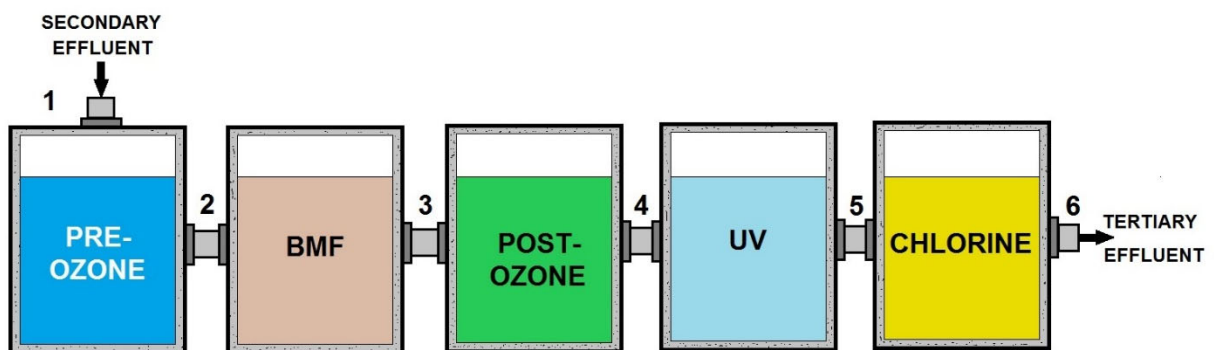 SECONDARY
EFFLUENT
1
PRE-
OZONE
2
BMF
3
POST-
OZONE
4
UV
5
CHLORINE
6
TERTIARY
EFFLUENT